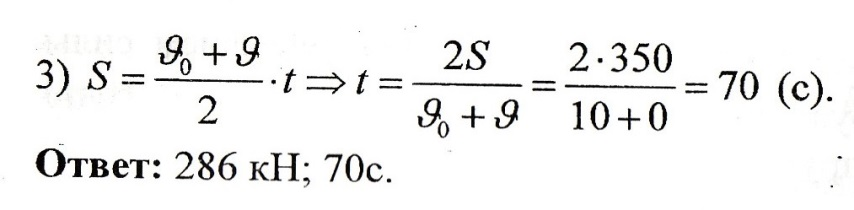 3) S = (ϑ₀ + ϑ)/2 · t ⇒ t = 2S/(ϑ₀ + ϑ) = (2·350)/(10+0) = 70 (с).
Ответ: 286 кН; 70с.